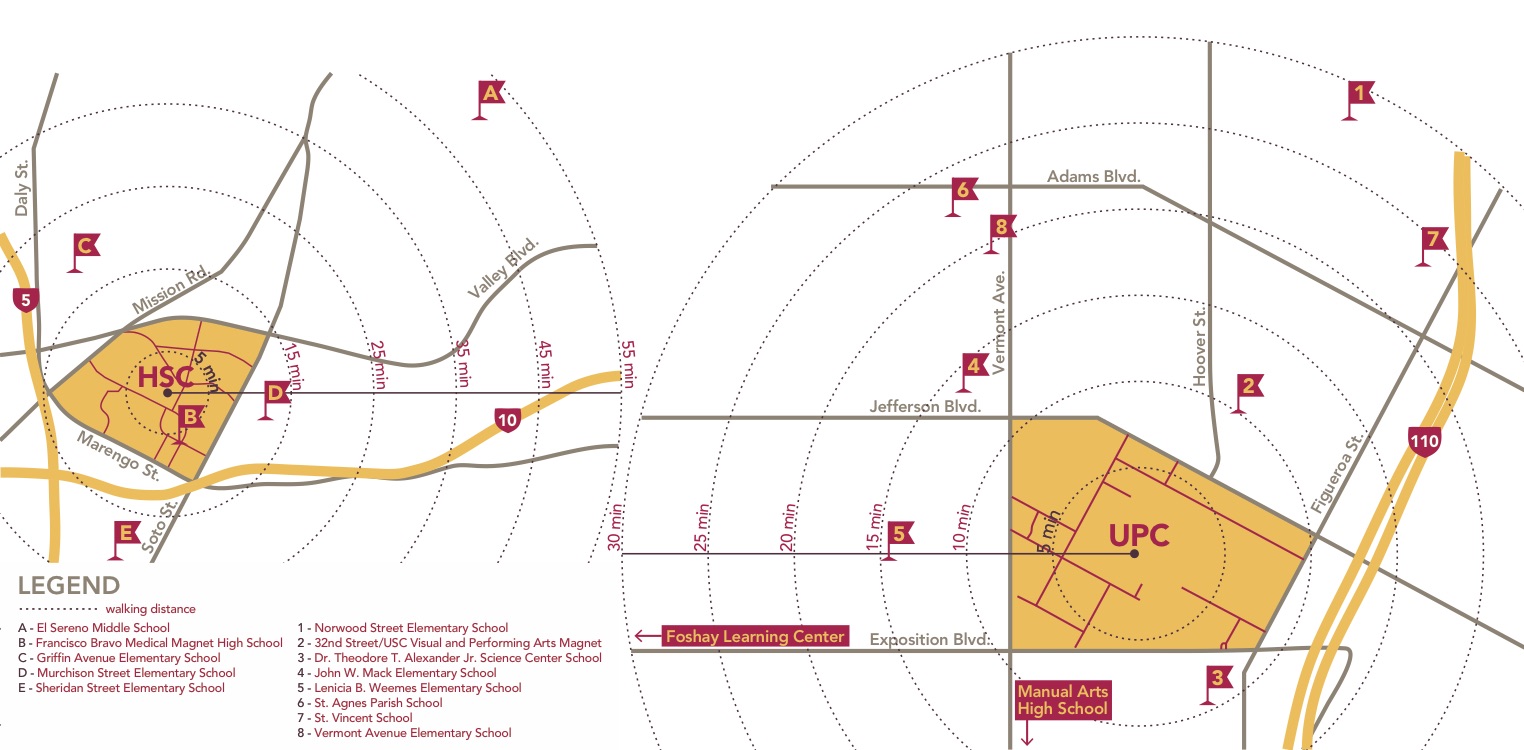 A
Daly St.
C
Mission Rd.
Valley Blvd.
5
HSC
5 min
15 min
25 min
35 min
45 min
55 min
D
B
10
Marengo St.
E
Soto St.
LEGEND
walking distance
A - El Sereno Middle School
B - Francisco Bravo Medical Magnet High School
C - Griffin Avenue Elementary School
D - Murchison Street Elementary School
E - Sheridan Street Elementary School
1 - Norwood Street Elementary School
2 - 32nd Street/USC Visual and Performing Arts Magnet
3 - Dr. Theodore T. Alexander Jr. Science Center School
4 - John W. Mack Elementary School
5 - Lenicia B. Weemes Elementary School
6 - St. Agnes Parish School
7 - St. Vincent School
8 - Vermont Avenue Elementary School
1
Adams Blvd.
6
8
7
Vermont Ave.
Hoover St.
4
2
Jefferson Blvd.
110
Figueroa St.
30 min
25 min
20 min
15 min
10 min
5 min
5
UPC
Foshay Learning Center
Exposition Blvd.
3
Manual Arts
High School